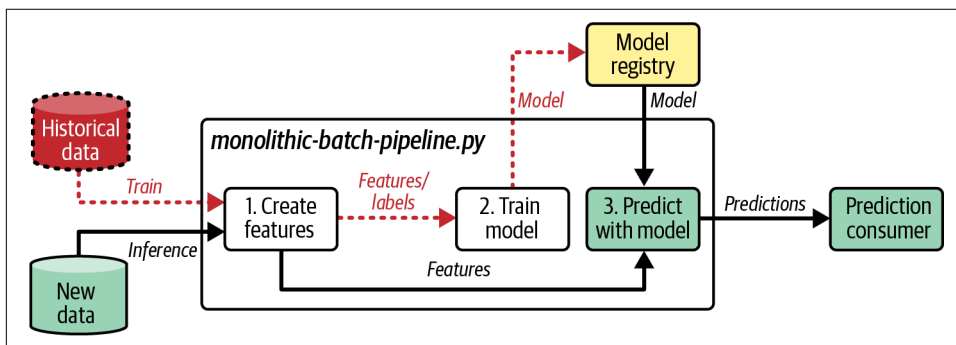 Model
registry
Model
Model
Historical
data
monolithic-batch-pipeline.py
Train
Features/
labels
1. Create
features
2. Train
model
3. Predict
with model
Predictions
Prediction
consumer
Inference
Features
New
data